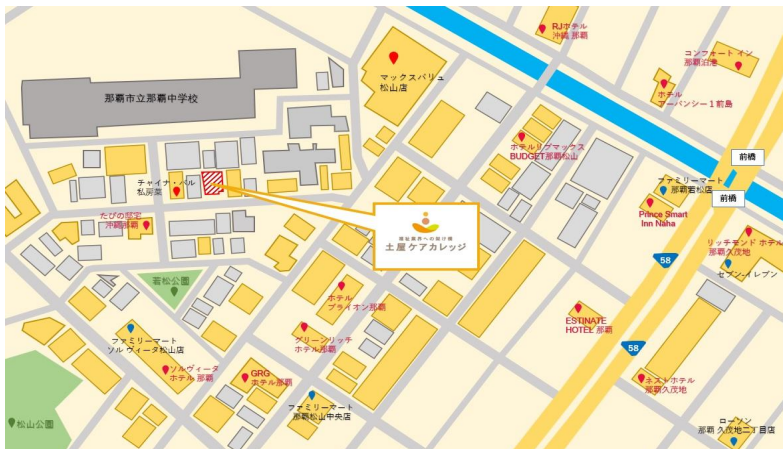 RJホテル
沖縄 那覇
コンフォート イン
那覇泊港
マックスバリュ
松山店
ホテル
アーバンシー1前島
那覇市立那覇中学校
ホテルリブマックス
BUDGET那覇松山
前橋
前橋
チャイナ・パル
私房菜
ファミリーマート
那覇若松店
Prince Smart
Inn Naha
たびの邸宅
沖縄那覇
福祉業界への架け橋
土屋ケアカレッジ
リッチモンド ホテル
那覇久茂地
セブン-イレブン
58
若松公園
ホテル
ブライオン那覇
ESTINATE
HOTEL 那覇
グリーンリッチ
ホテル那覇
ファミリーマート
ソル ヴィータ松山店
58
ソルヴィータ
ホテル 那覇
GRG
ホテル那覇
ネストホテル
那覇久茂地
ファミリーマート
那覇松山中央店
松山公園
ローソン
那覇 久茂地二丁目店